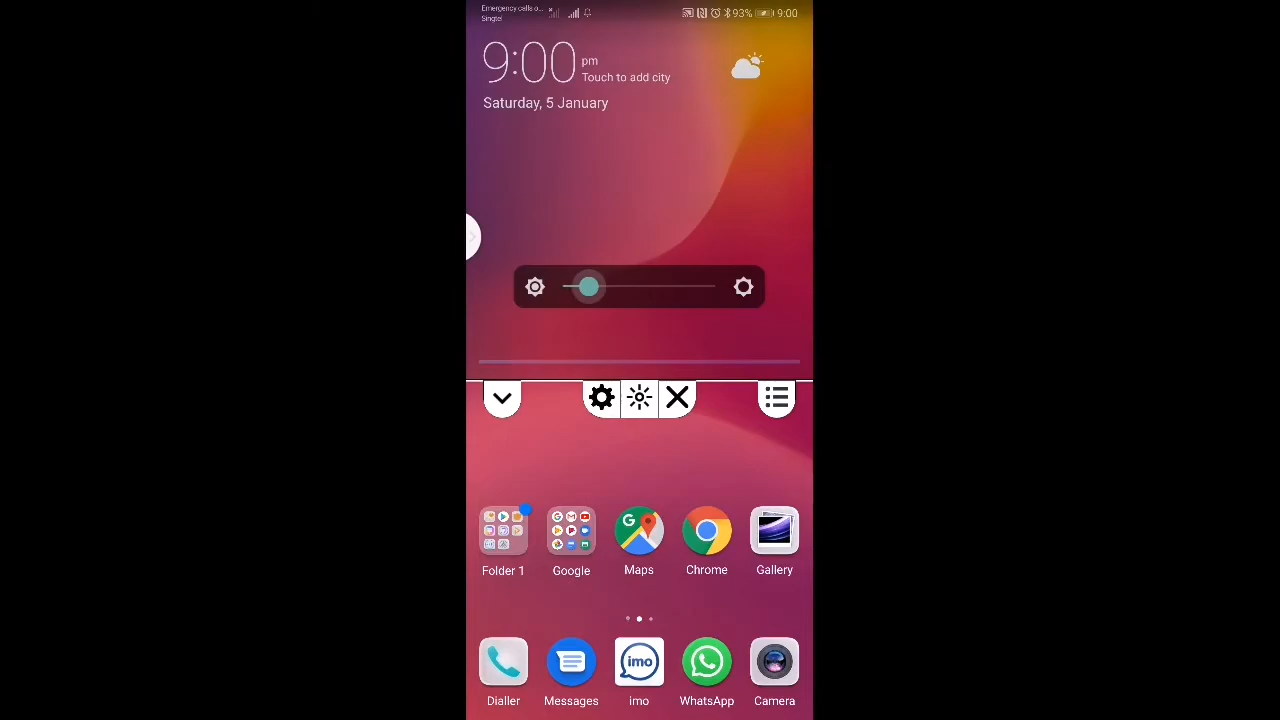 Emergency calls o...
Singtel
93% 9:00
9:00 pm
Touch to add city
Saturday, 5 January
Folder 1 Google Maps Chrome Gallery
imo
Dialler Messages imo WhatsApp Camera